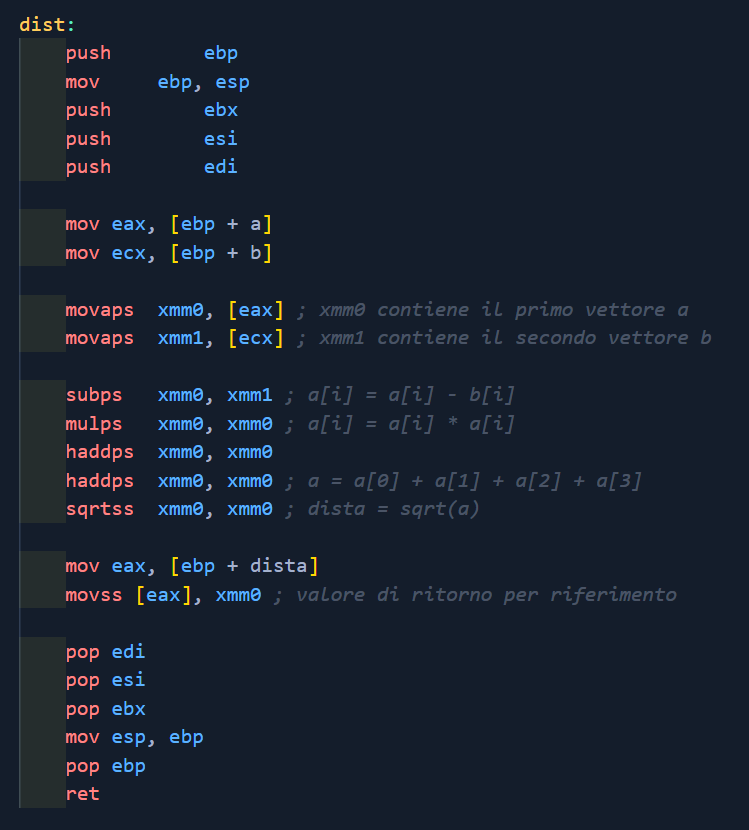 dist:
push ebp
mov ebp, esp
push ebx
push esi
push edi
mov eax, [ebp + a]
mov ecx, [ebp + b]
movaps xmm0, [eax] ; xmm0 contiene il primo vettore a
movaps xmm1, [ecx] ; xmm1 contiene il secondo vettore b
subps xmm0, xmm1 ; a[i] = a[i] - b[i]
mulps xmm0, xmm0 ; a[i] = a[i] * a[i]
haddps xmm0, xmm0
haddps xmm0, xmm0 ; a = a[0] + a[1] + a[2] + a[3]
sqrtss xmm0, xmm0 ; dista = sqrt(a)
mov eax, [ebp + dista]
movss [eax], xmm0 ; valore di ritorno per riferimento
pop edi
pop esi
pop ebx
mov esp, ebp
pop ebp
ret